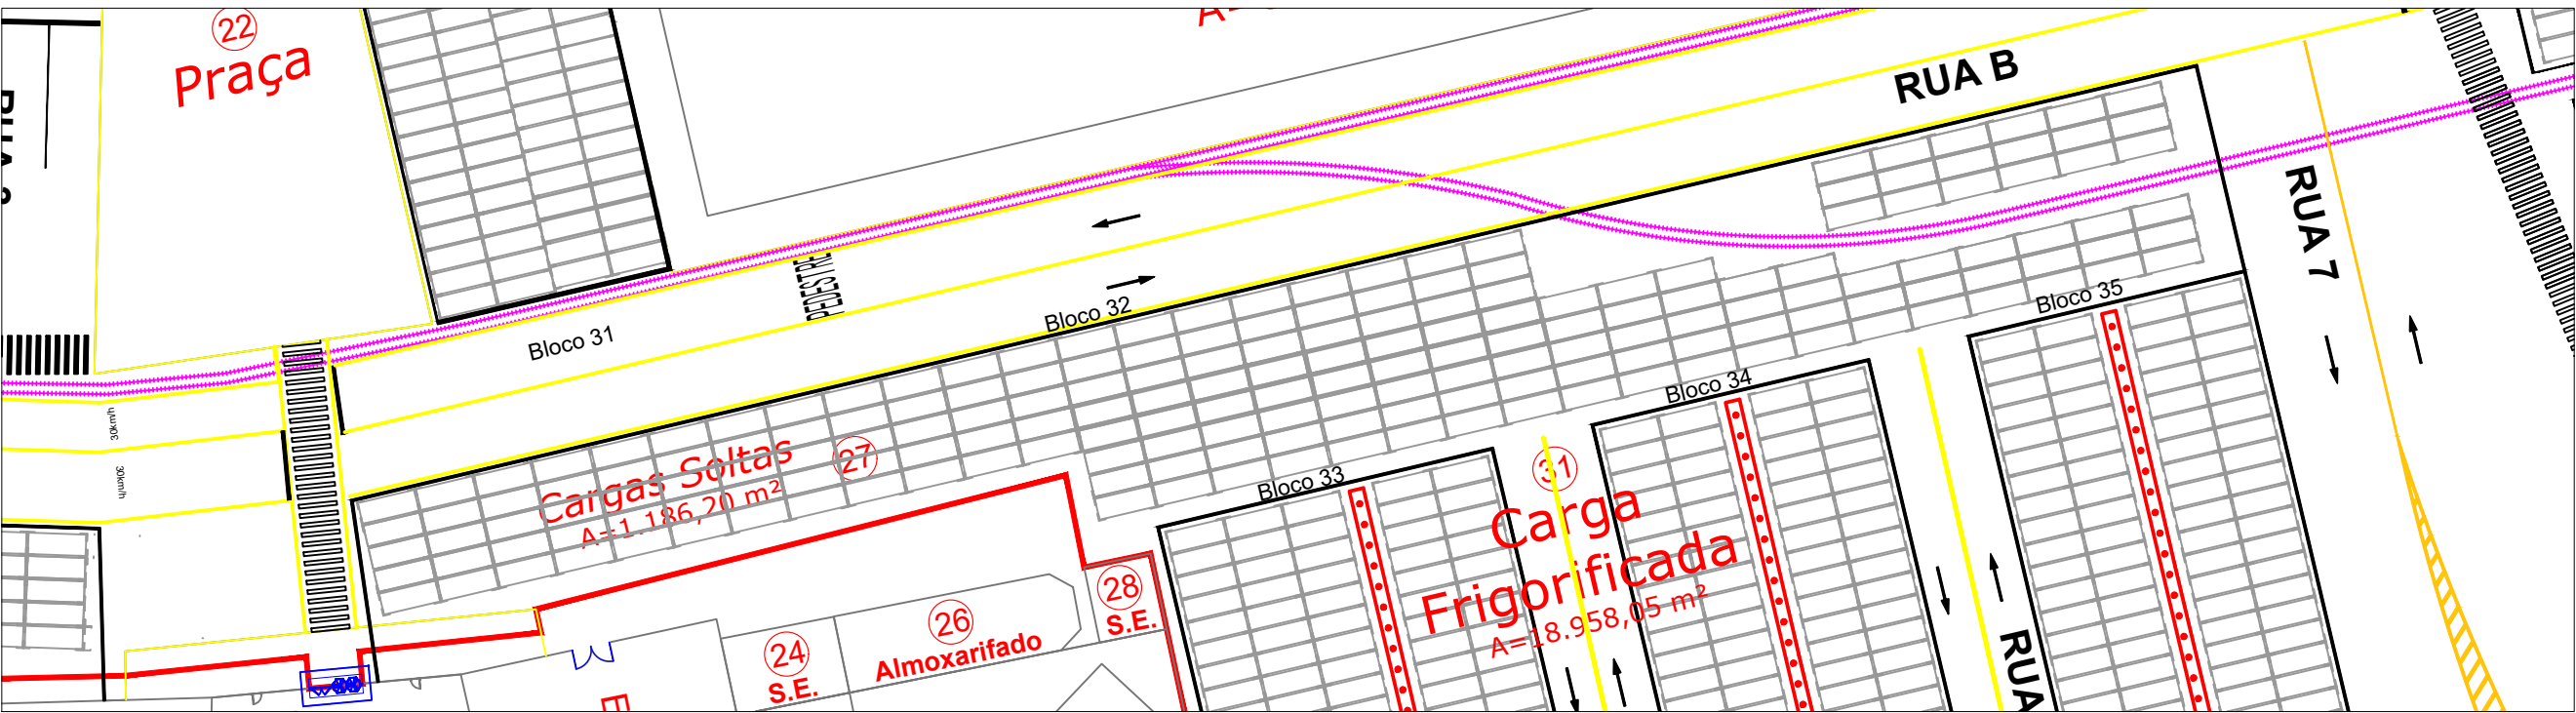 22
Praça
RUA B
RUA 7
Bloco 31
Bloco 32
Bloco 35
Bloco 34
Bloco 33
30km/h
30km/h
Cargas Soltas
27
A=1.186,20 m²
31
Carga
Frigorificada
A=18.958,05 m²
28
S.E.
26
Almoxarifado
24
S.E.
RUA